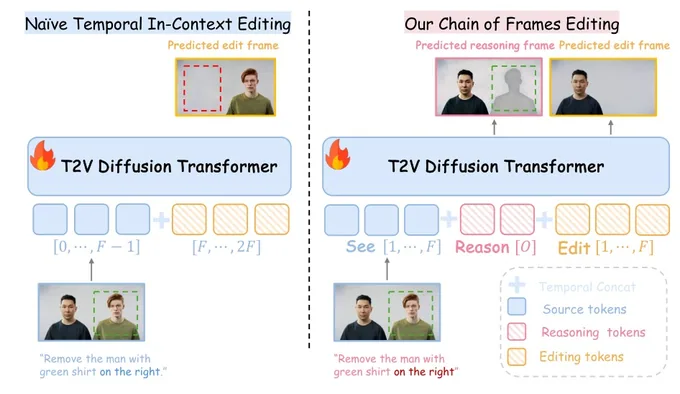 Naïve Temporal In-Context Editing
Predicted edit frame
T2V Diffusion Transformer
[0, ⋯, F − 1]
[F, ⋯, 2F]
"Remove the man with
green shirt on the right."
Our Chain of Frames Editing
Predicted reasoning frame
Predicted edit frame
T2V Diffusion Transformer
See [1, ⋯, F]
Reason [O]
Edit [1, ⋯, F]
"Remove the man with
green shirt on the right"
Temporal Concat
Source tokens
Reasoning tokens
Editing tokens